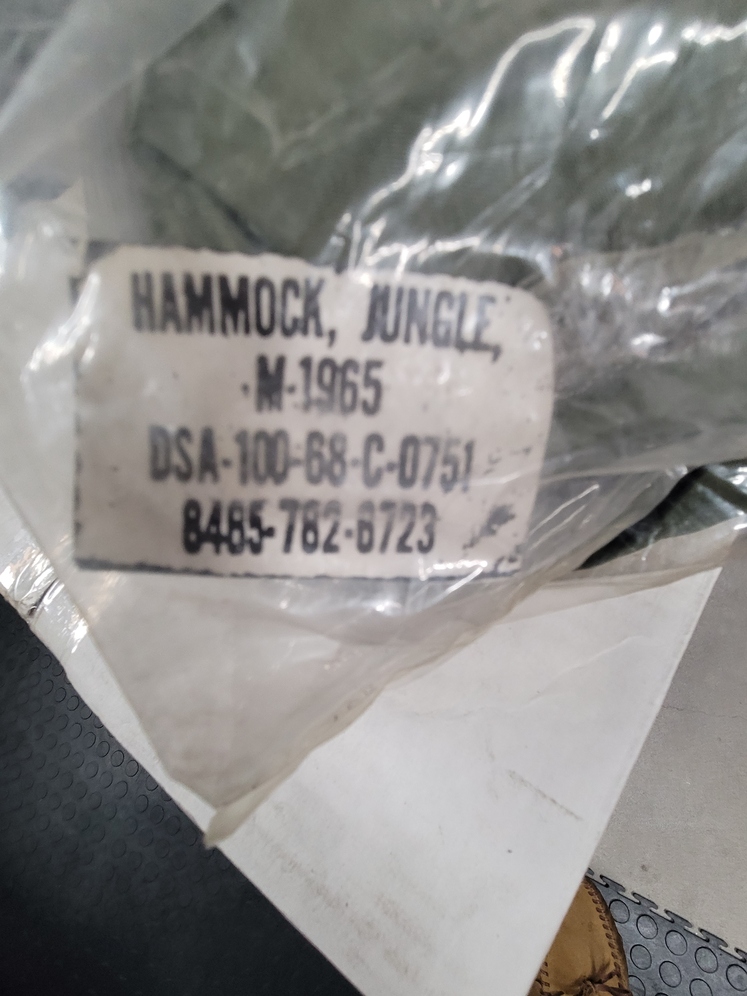 HAMMOCK, JUNGLE,
M-1965
DSA-100-68-C-0751
8465-782-6723